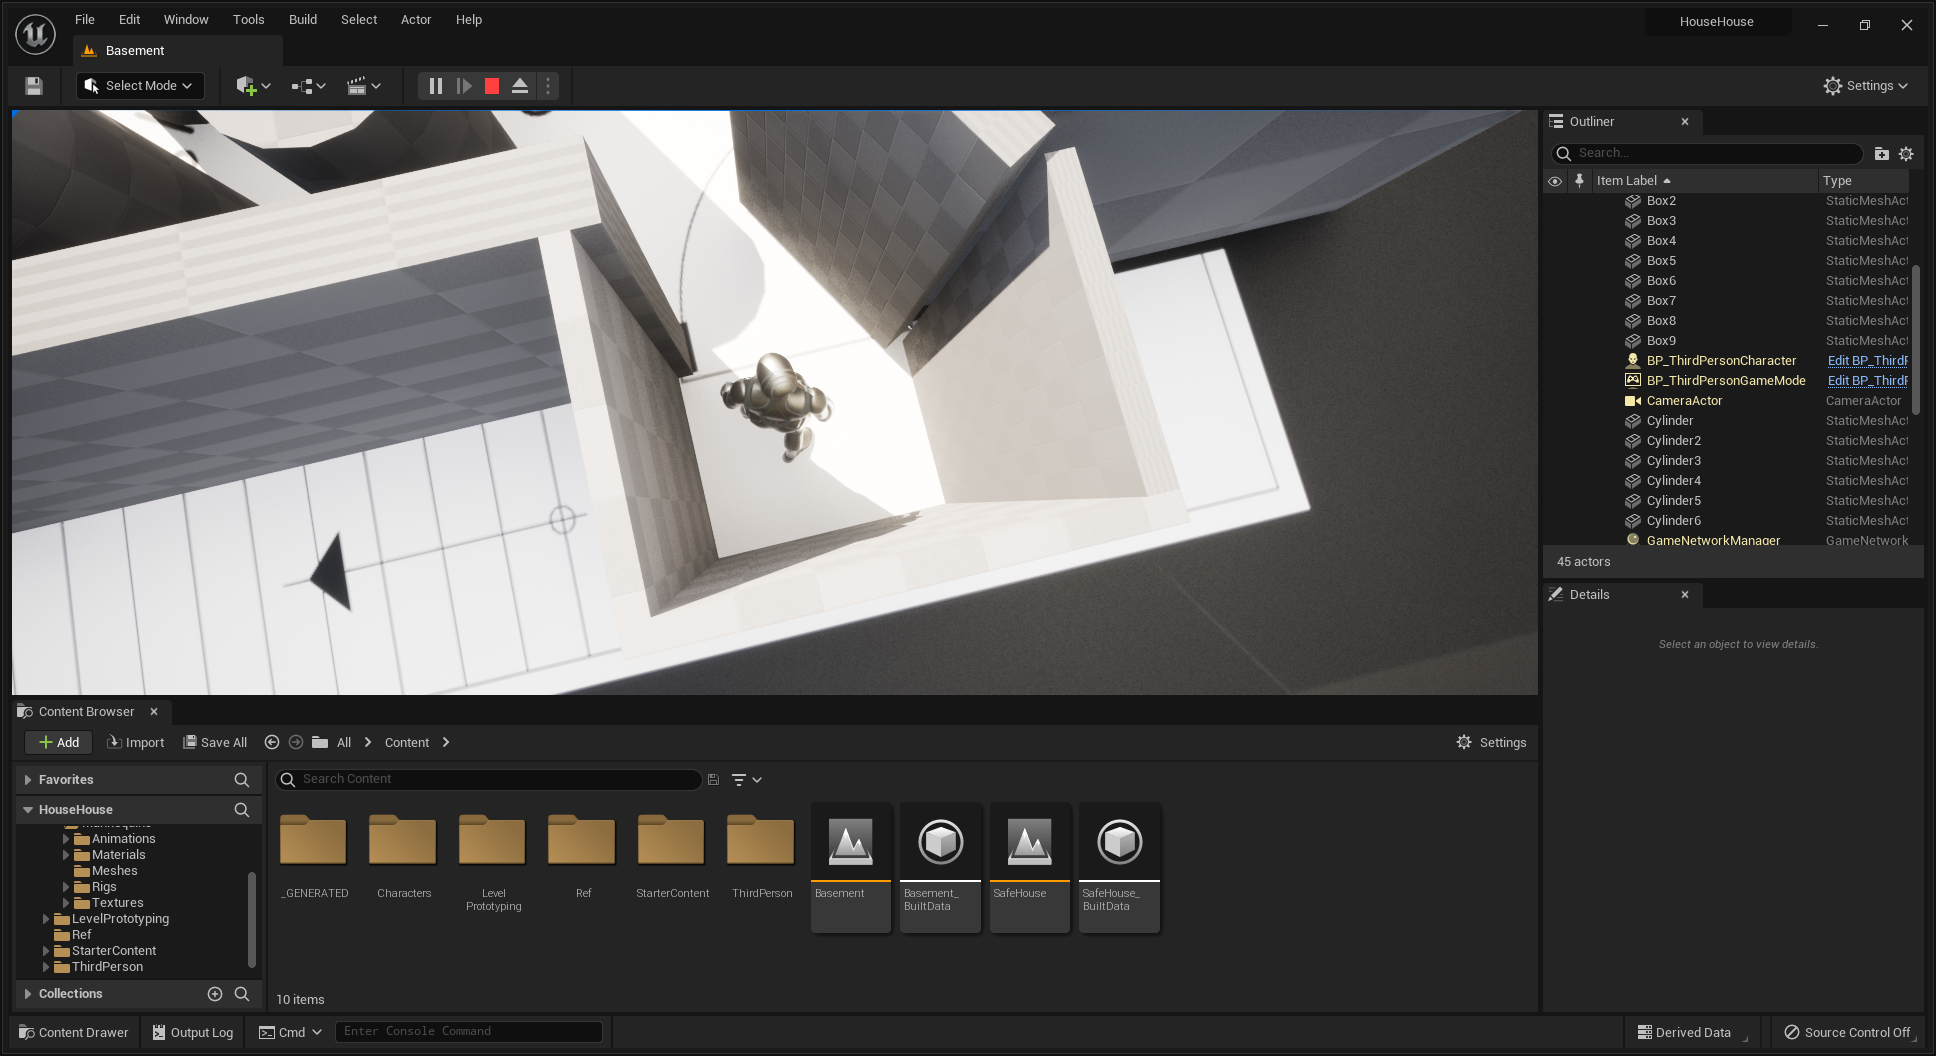 File Edit Window Tools Build Select Actor Help
HouseHouse
Basement
Select Mode
Settings
Outliner
Search...
Item Label Type
Box2 StaticMeshAct
Box3 StaticMeshAct
Box4 StaticMeshAct
Box5 StaticMeshAct
Box6 StaticMeshAct
Box7 StaticMeshAct
Box8 StaticMeshAct
Box9 StaticMeshAct
BP_ThirdPersonCharacter Edit BP_ThirdP
BP_ThirdPersonGameMode Edit BP_ThirdP
CameraActor CameraActor
Cylinder StaticMeshAct
Cylinder2 StaticMeshAct
Cylinder3 StaticMeshAct
Cylinder4 StaticMeshAct
Cylinder5 StaticMeshAct
Cylinder6 StaticMeshAct
GameNetworkManager GameNetwork
45 actors
Details
Select an object to view details.
Content Browser
Add Import Save All All Content Settings
Favorites
HouseHouse
Animations
Materials
Meshes
Rigs
Textures
LevelPrototyping
Ref
StarterContent
ThirdPerson
Collections
Search Content
_GENERATED
Characters
Level
Prototyping
Ref
StarterContent
ThirdPerson
Basement
Basement_
BuiltData
SafeHouse
SafeHouse_
BuiltData
10 items
Content Drawer Output Log Cmd Enter Console Command Derived Data Source Control Off